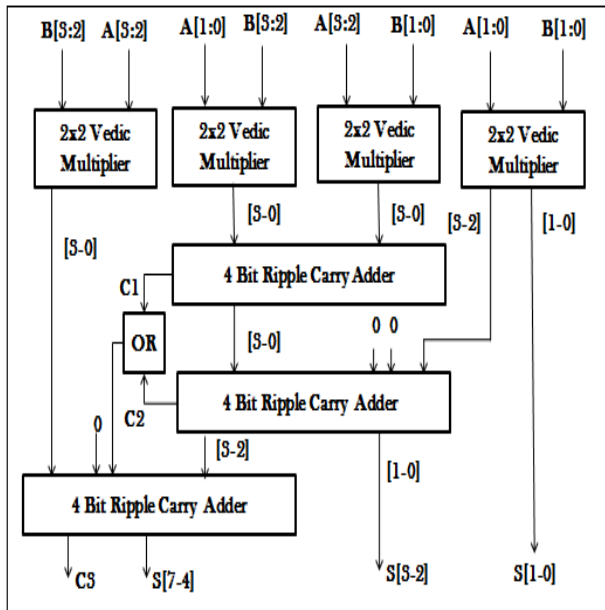 B[3:2] A[3:2] A[1:0] B[3:2] A[3:2] B[1:0] A[1:0] B[1:0]
2x2 Vedic Multiplier
2x2 Vedic Multiplier
2x2 Vedic Multiplier
2x2 Vedic Multiplier
[3-0] [3-0] [3-2] [1-0]
[3-0]
4 Bit Ripple Carry Adder
C1
OR
[3-0]
0 0
4 Bit Ripple Carry Adder
C2
0
[3-2]
[1-0]
4 Bit Ripple Carry Adder
C3 S[7-4] S[3-2] S[1-0]